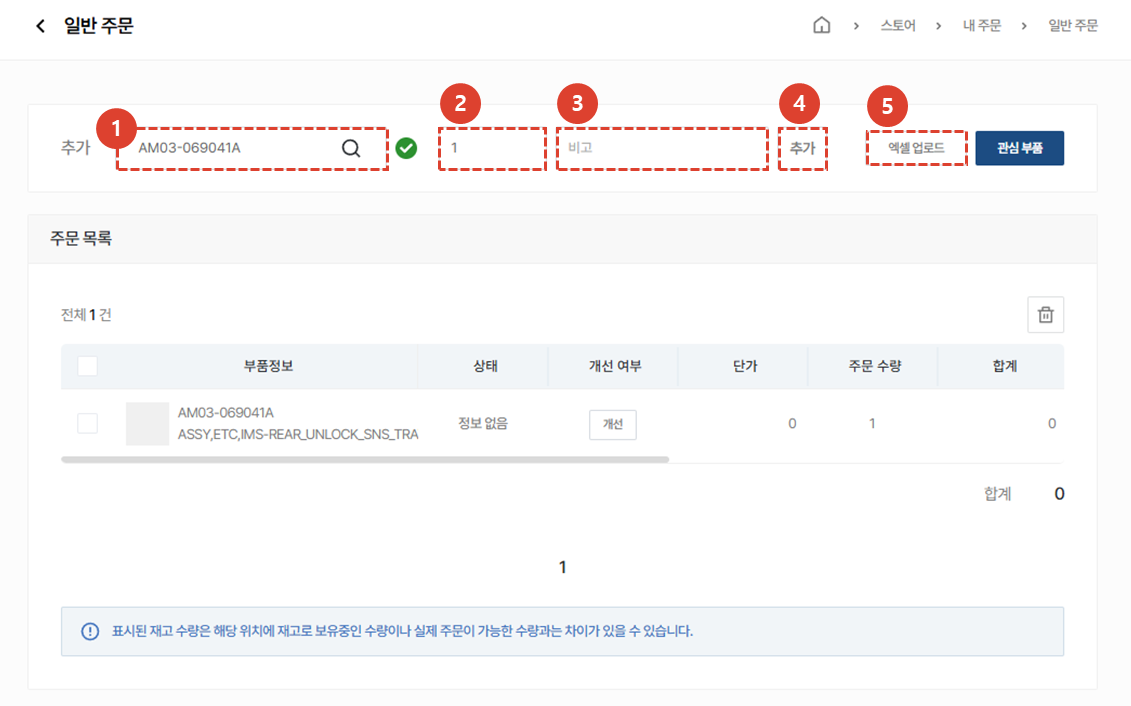 일반 주문
스토어 > 내 주문 > 일반 주문
1 2 3 4 5
추가 AM03-069041A 1 비고 추가 엑셀 업로드 관심 부품
주문 목록
전체 1 건
부품정보 상태 개선 여부 단가 주문 수량 합계
AM03-069041A
ASSY,ETC,IMS-REAR_UNLOCK_SNS_TRA 정보 없음 개선 0 1 0
합계 0
1
표시된 재고 수량은 해당 위치에 재고로 보유중인 수량이나 실제 주문이 가능한 수량과는 차이가 있을 수 있습니다.